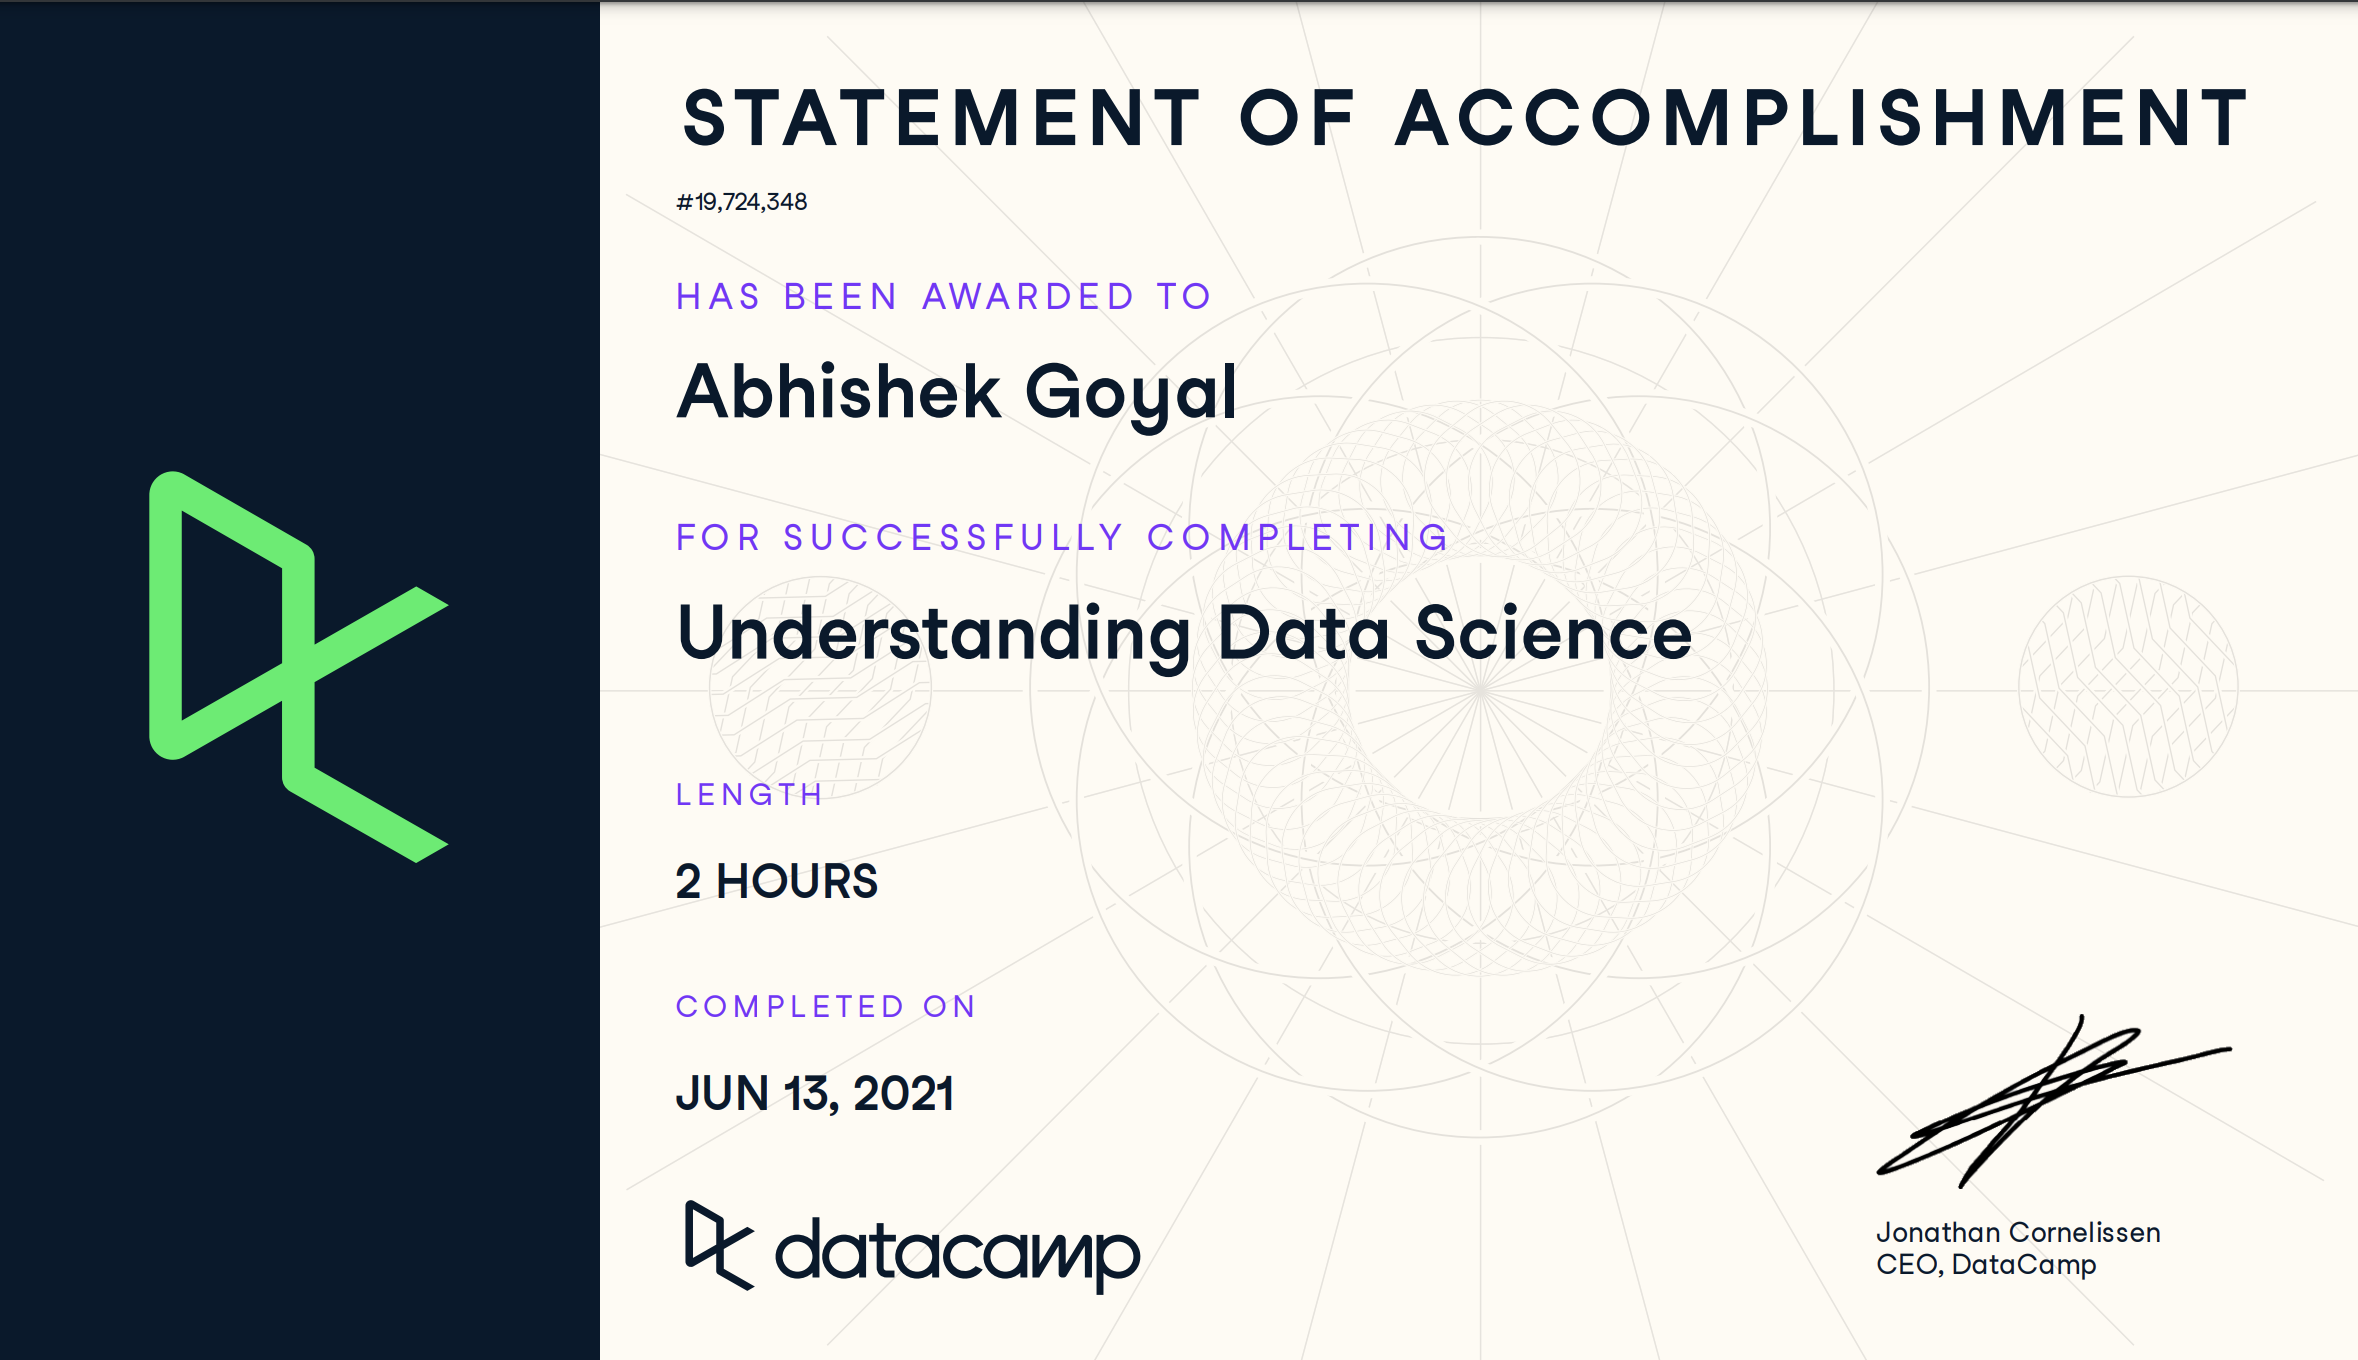 STATEMENT OF ACCOMPLISHMENT
#19,724,348
HAS BEEN AWARDED TO
Abhishek Goyal
FOR SUCCESSFULLY COMPLETING
Understanding Data Science
LENGTH
2 HOURS
COMPLETED ON
JUN 13, 2021
datacamp
Jonathan Cornelissen
CEO, DataCamp